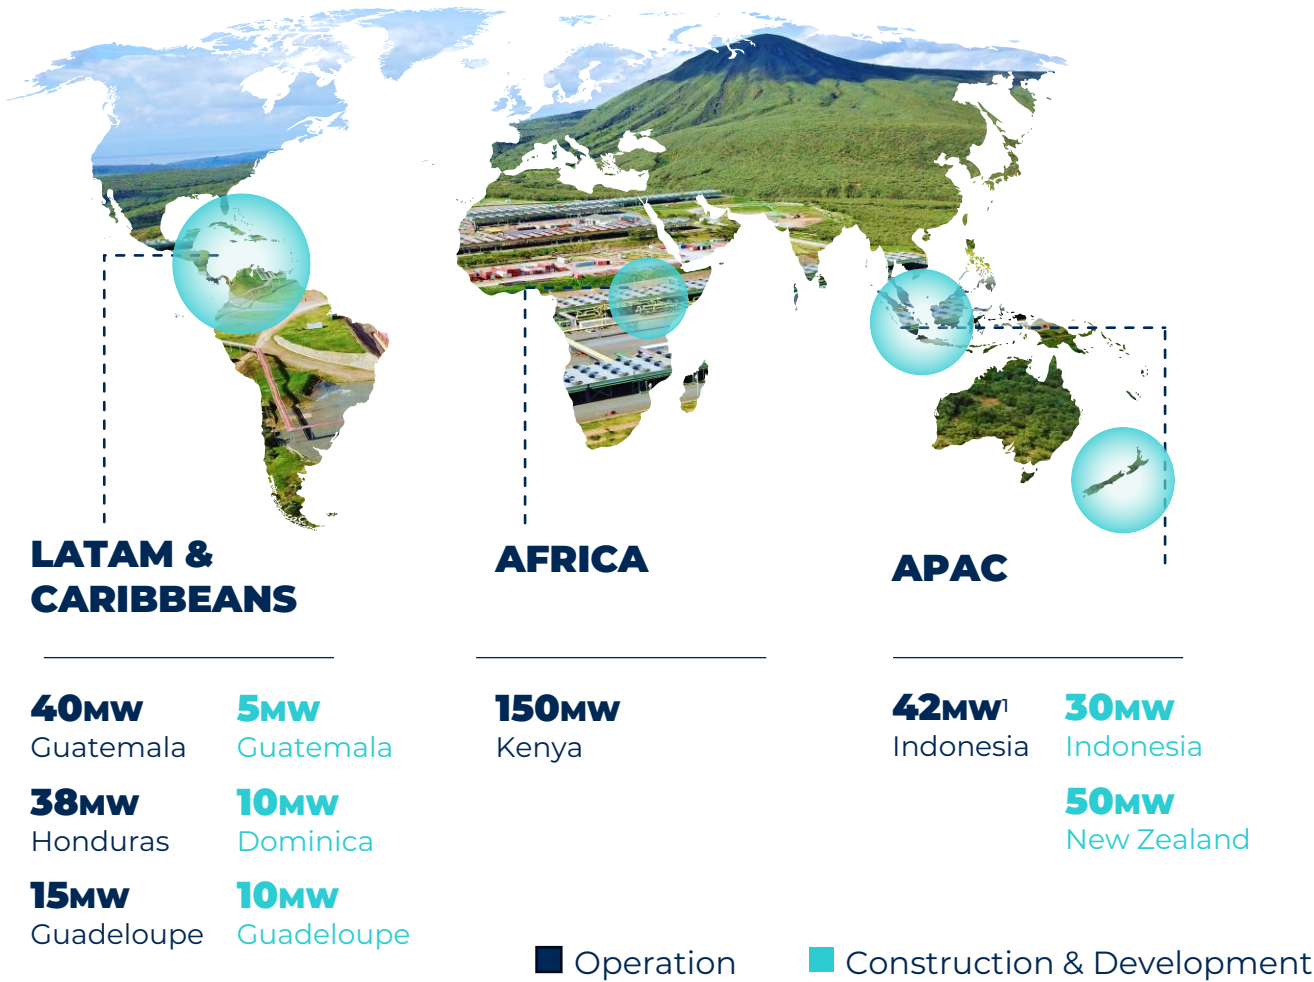 LATAM &
CARIBBEANS
40MW
Guatemala
38MW
Honduras
15MW
Guadeloupe
5MW
Guatemala
10MW
Dominica
10MW
Guadeloupe
AFRICA
150MW
Kenya
APAC
42MW¹
Indonesia
30MW
Indonesia
50MW
New Zealand
Operation
Construction & Development